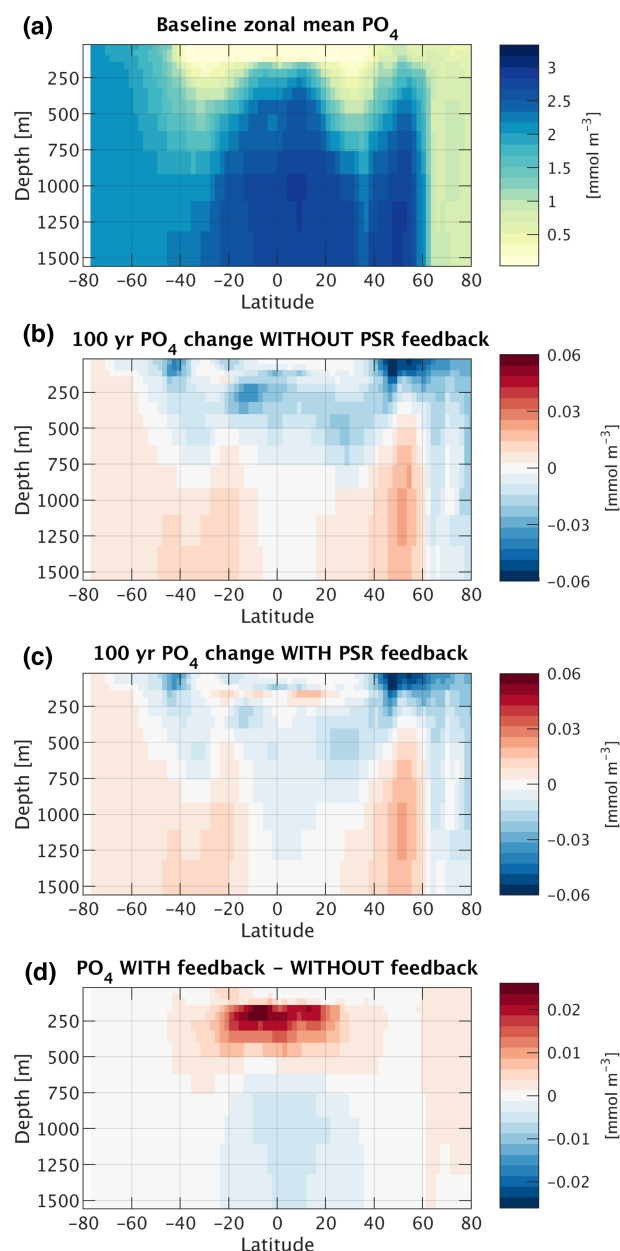 (a)
Baseline zonal mean PO₄
Depth [m]
250
500
750
1000
1250
1500
−80 −60 −40 −20 0 20 40 60 80
Latitude
3
2.5
2
1.5
1
0.5
[mmol m⁻³]
(b)
100 yr PO₄ change WITHOUT PSR feedback
Depth [m]
250
500
750
1000
1250
1500
−80 −60 −40 −20 0 20 40 60 80
Latitude
0.06
0.03
0
−0.03
−0.06
[mmol m⁻³]
(c)
100 yr PO₄ change WITH PSR feedback
Depth [m]
250
500
750
1000
1250
1500
−80 −60 −40 −20 0 20 40 60 80
Latitude
0.06
0.03
0
−0.03
−0.06
[mmol m⁻³]
(d)
PO₄ WITH feedback − WITHOUT feedback
Depth [m]
250
500
750
1000
1250
1500
−80 −60 −40 −20 0 20 40 60 80
Latitude
0.02
0.01
0
−0.01
−0.02
[mmol m⁻³]